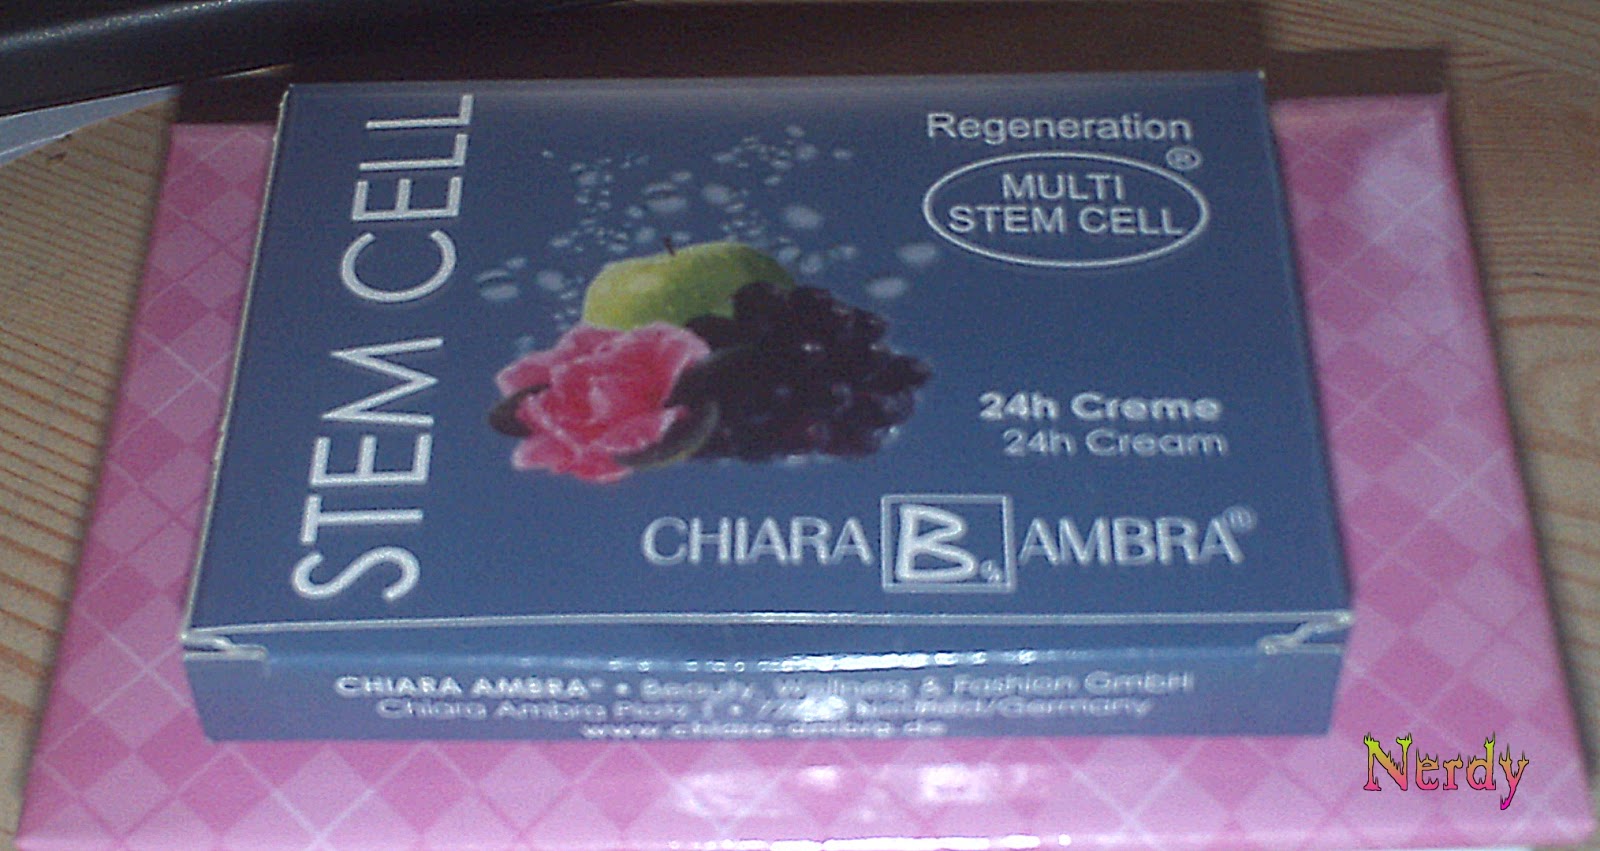 STEM CELL
Regeneration
®
MULTI
STEM CELL
24h Creme
24h Cream
CHIARA B. AMBRA®
CHIARA AMBRA® • Beauty, Wellness & Fashion GmbH
Chiara Ambra Platz 1 • Neuried/Germany
www.chiara-ambra.de
Nerdy